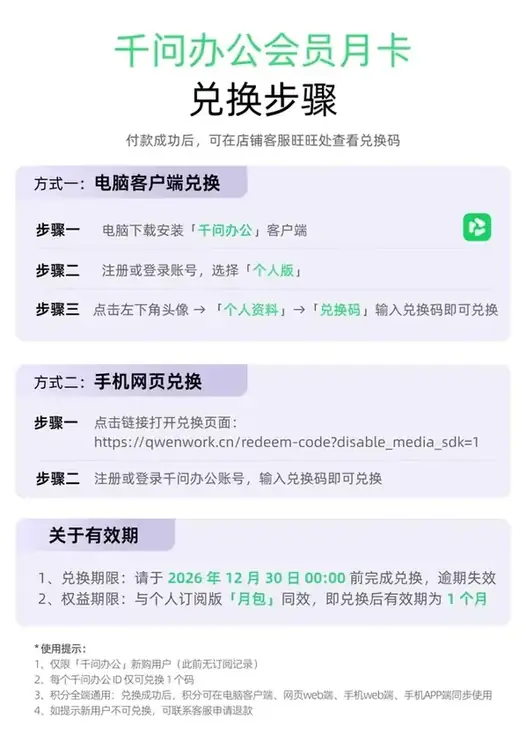 千问办公会员月卡
兑换步骤
付款成功后，可在店铺客服旺旺处查看兑换码
方式一：电脑客户端兑换
步骤一 电脑下载安装「千问办公」客户端
步骤二 注册或登录账号，选择「个人版」
步骤三 点击左下角头像 → 「个人资料」→「兑换码」输入兑换码即可兑换
方式二：手机网页兑换
步骤一 点击链接打开兑换页面：
https://qwenwork.cn/redeem-code?disable_media_sdk=1
步骤二 注册或登录千问办公账号，输入兑换码即可兑换
关于有效期
1、兑换期限：请于 2026 年 12 月 30 日 00:00 前完成兑换，逾期失效
2、权益期限：与个人订阅版「月包」同效，即兑换后有效期为 1 个月
*使用提示：
1、仅限「千问办公」新购用户（此前无订阅记录）
2、每个千问办公 ID 仅可兑换 1 个码
3、积分全端通用：兑换成功后，积分可在电脑客户端、网页web端、手机web端、手机APP端同步使用
4、如提示新用户不可兑换，可联系客服申请退款